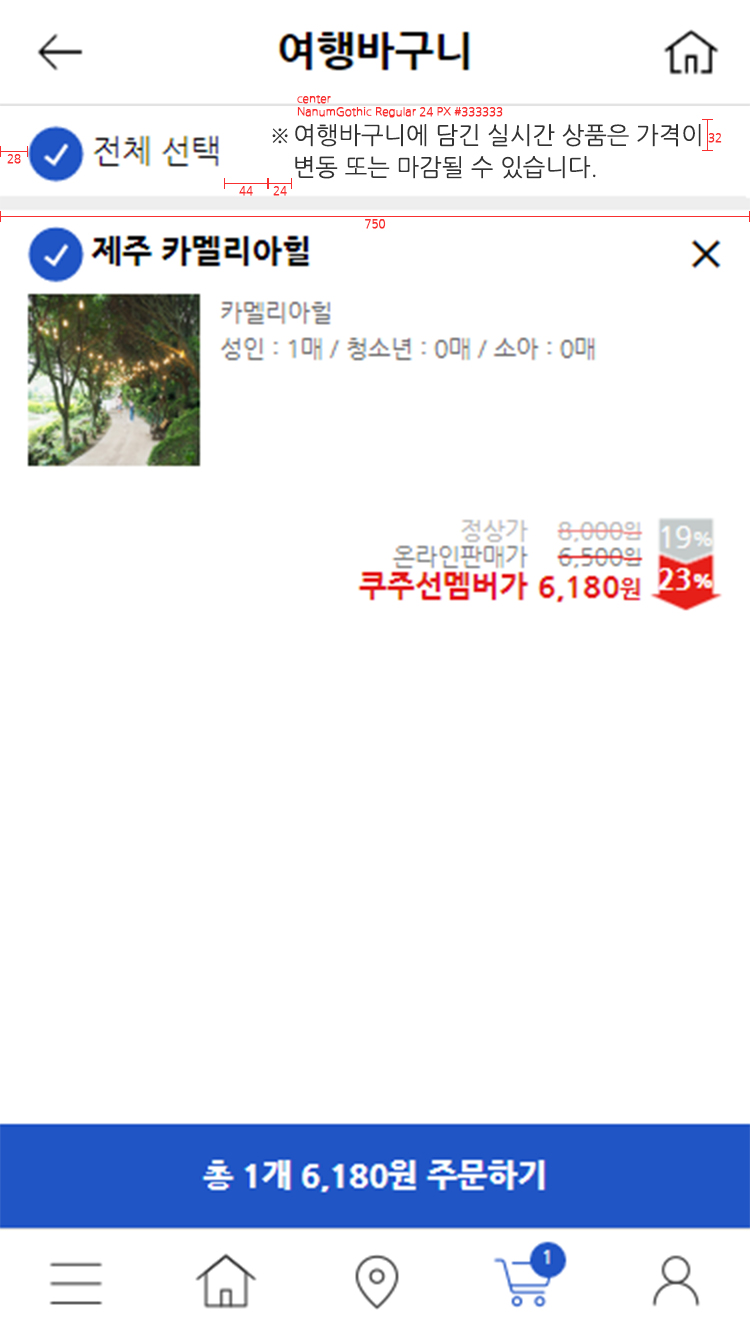 여행바구니
center
NanumGothic Regular 24 PX #333333
전체 선택
※ 여행바구니에 담긴 실시간 상품은 가격이
변동 또는 마감될 수 있습니다.
32
28
44
24
750
제주 카멜리아힐
카멜리아힐
성인 : 1매 / 청소년 : 0매 / 소아 : 0매
정상가 8,000원 19%
온라인판매가 6,500원
쿠주선멤버가 6,180원 23%
총 1개 6,180원 주문하기
1